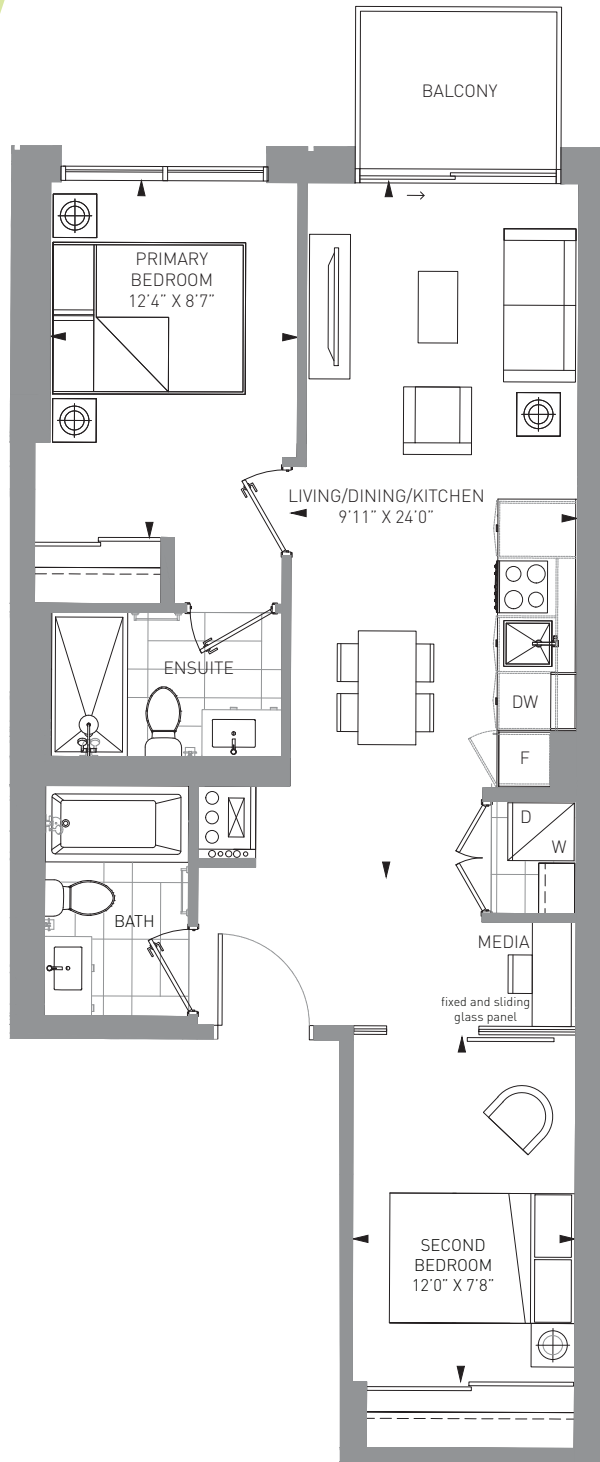 BALCONY
PRIMARY
BEDROOM
12'4" X 8'7"
LIVING/DINING/KITCHEN
9'11" X 24'0"
ENSUITE
DW
F
D
W
BATH
MEDIA
fixed and sliding
glass panel
SECOND
BEDROOM
12'0" X 7'8"